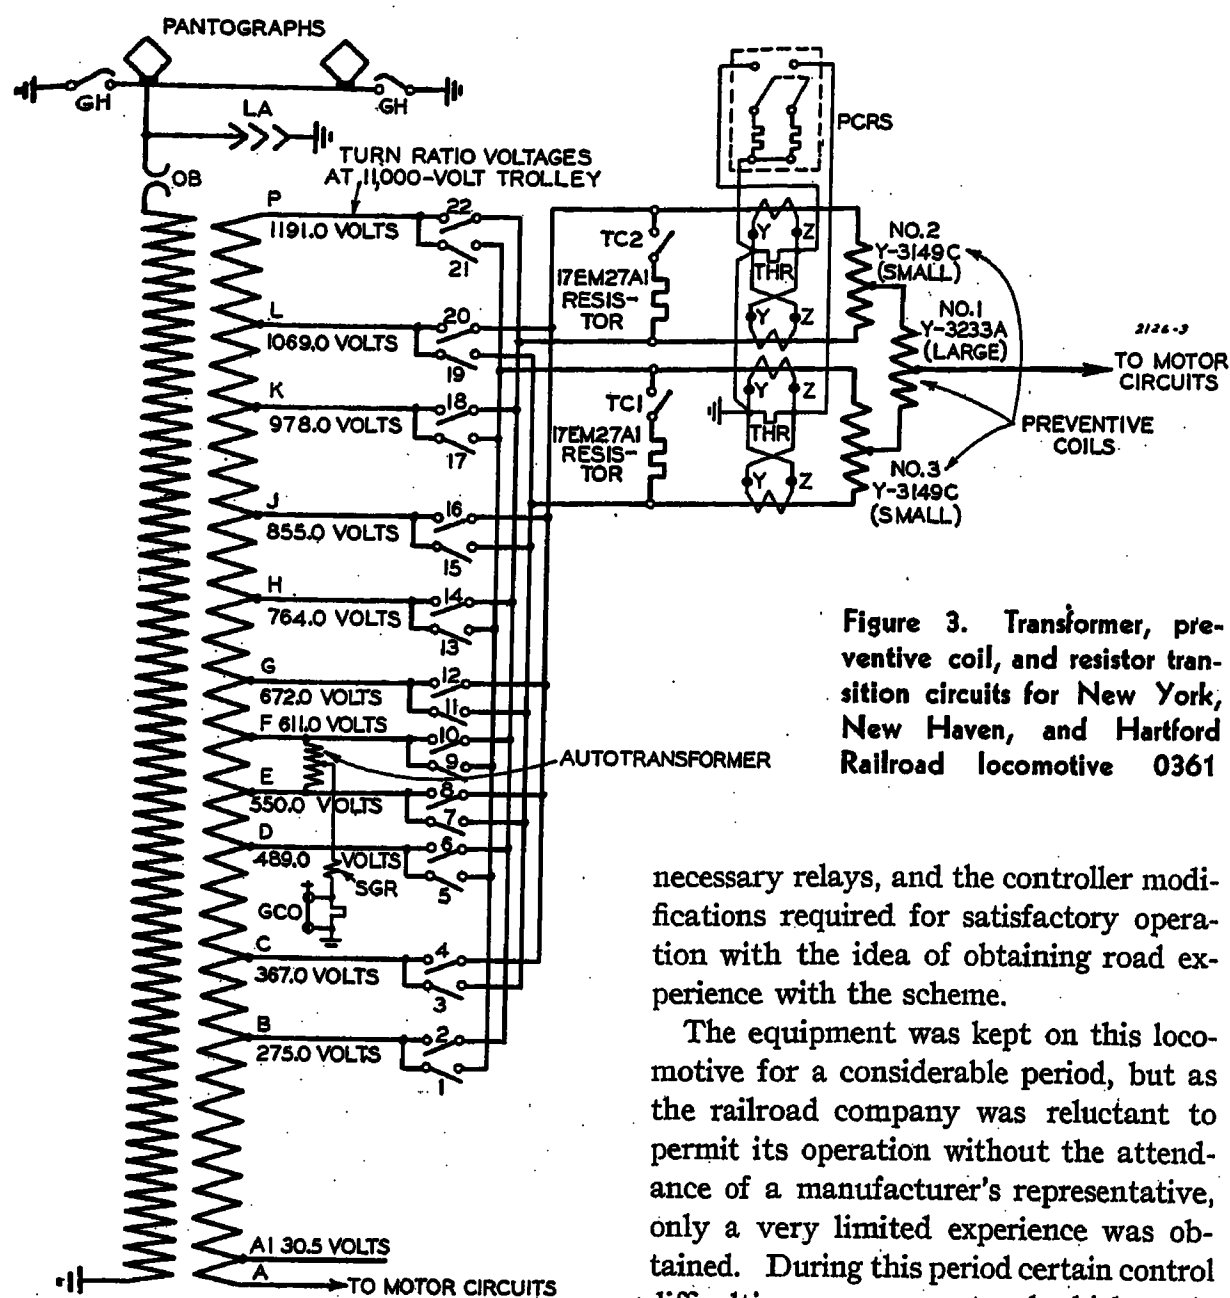 PANTOGRAPHS
GH
GH
LA
OB
TURN RATIO VOLTAGES
AT 11,000-VOLT TROLLEY
P
1191.0 VOLTS
22
21
L
1069.0 VOLTS
20
19
K
978.0 VOLTS
18
17
J
855.0 VOLTS
16
15
H
764.0 VOLTS
14
13
G
672.0 VOLTS
12
11
F 611.0 VOLTS
10
9
AUTOTRANSFORMER
E
550.0 VOLTS
8
7
D
489.0 VOLTS
6
5
SGR
GCO
C
367.0 VOLTS
4
3
B
275.0 VOLTS
2
1
A1 30.5 VOLTS
A
TO MOTOR CIRCUITS
PCRS
TC2
17EM27A1
RESIS-
TOR
Y
Z
THR
Y
Z
TC1
17EM27A1
RESIS-
TOR
Y
Z
THR
Y
Z
NO.2
Y-3149C
(SMALL)
NO.1
Y-3233A
(LARGE)
2126-3
TO MOTOR
CIRCUITS
PREVENTIVE
COILS
NO.3
Y-3149C
(SMALL)
Figure 3. Transformer, pre-
ventive coil, and resistor tran-
sition circuits for New York,
New Haven, and Hartford
Railroad locomotive 0361
necessary relays, and the controller modi-
fications required for satisfactory opera-
tion with the idea of obtaining road ex-
perience with the scheme.
The equipment was kept on this loco-
motive for a considerable period, but as
the railroad company was reluctant to
permit its operation without the attend-
ance of a manufacturer's representative,
only a very limited experience was ob-
tained. During this period certain control